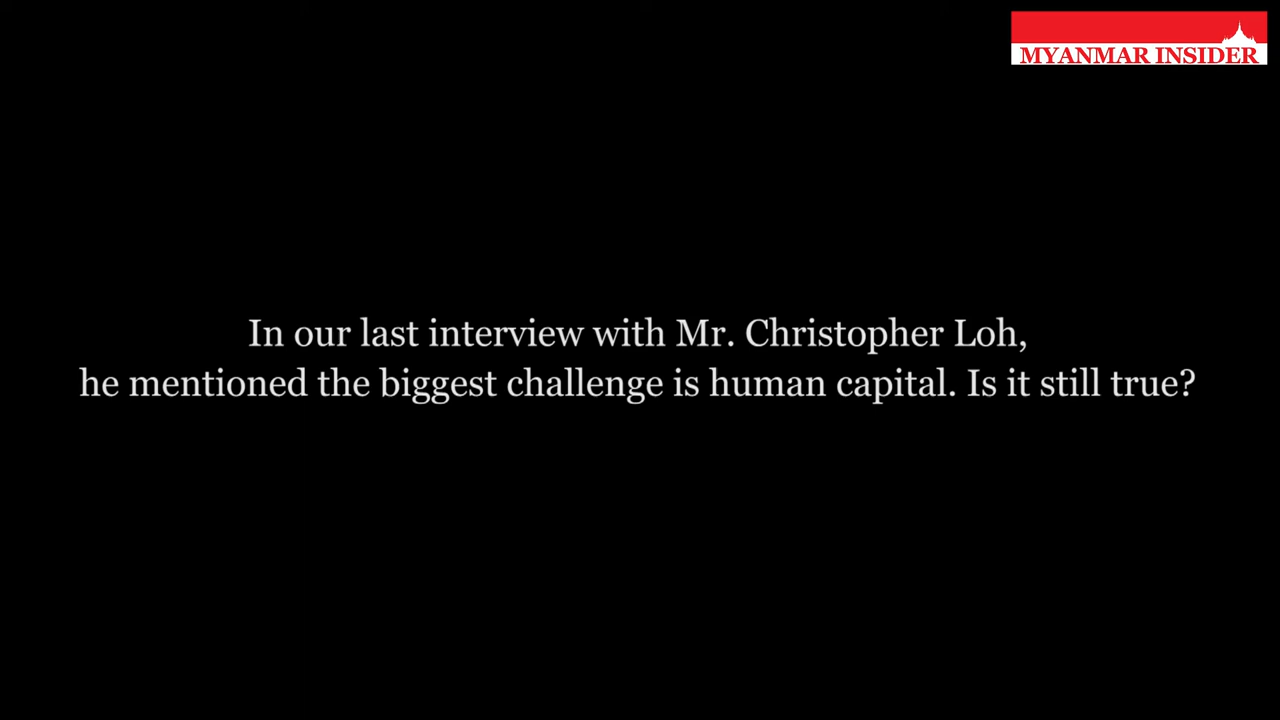 MYANMAR INSIDER
In our last interview with Mr. Christopher Loh,
he mentioned the biggest challenge is human capital. Is it still true?